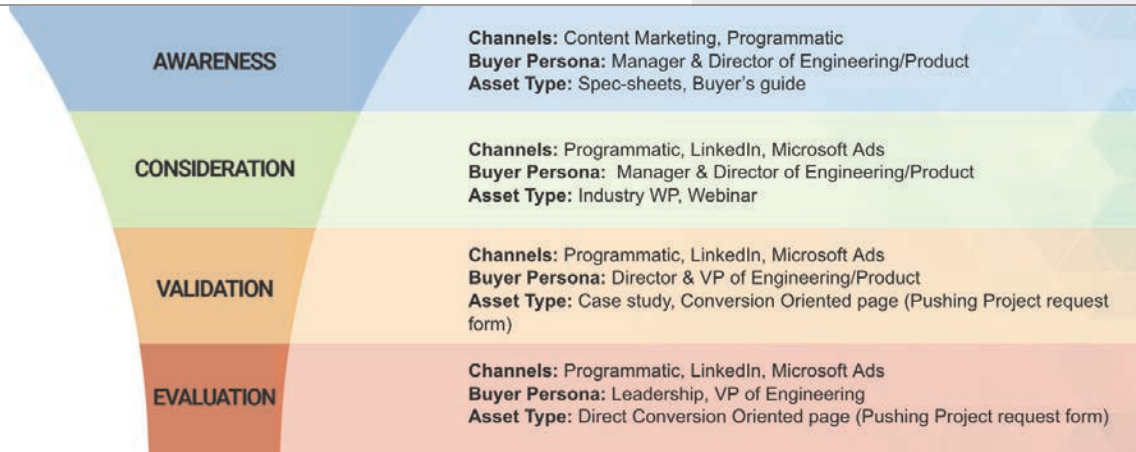 AWARENESS
Channels: Content Marketing, Programmatic
Buyer Persona: Manager & Director of Engineering/Product
Asset Type: Spec-sheets, Buyer’s guide
CONSIDERATION
Channels: Programmatic, LinkedIn, Microsoft Ads
Buyer Persona: Manager & Director of Engineering/Product
Asset Type: Industry WP, Webinar
VALIDATION
Channels: Programmatic, LinkedIn, Microsoft Ads
Buyer Persona: Director & VP of Engineering/Product
Asset Type: Case study, Conversion Oriented page (Pushing Project request
form)
EVALUATION
Channels: Programmatic, LinkedIn, Microsoft Ads
Buyer Persona: Leadership, VP of Engineering
Asset Type: Direct Conversion Oriented page (Pushing Project request form)